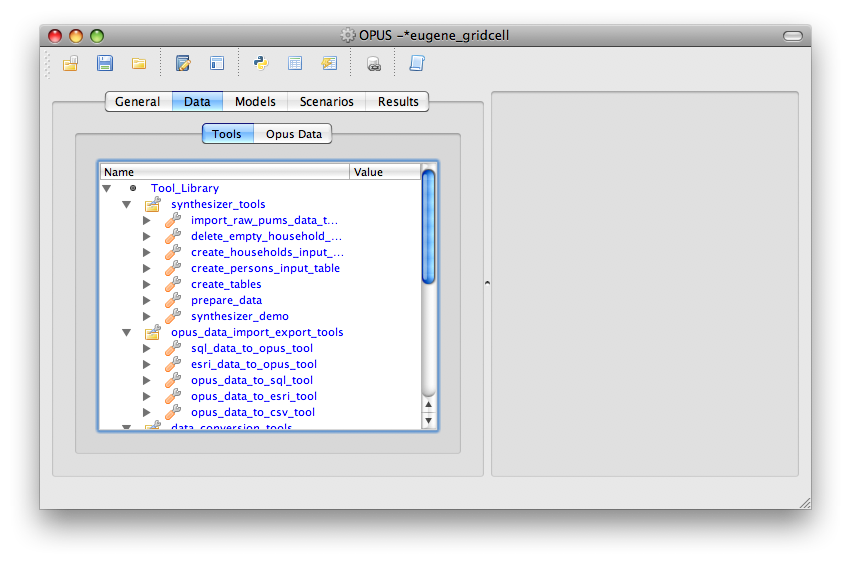 OPUS -*eugene_gridcell
General Data Models Scenarios Results
Tools Opus Data
Name Value
Tool_Library
synthesizer_tools
import_raw_pums_data_t...
delete_empty_household_...
create_households_input_...
create_persons_input_table
create_tables
prepare_data
synthesizer_demo
opus_data_import_export_tools
sql_data_to_opus_tool
esri_data_to_opus_tool
opus_data_to_sql_tool
opus_data_to_esri_tool
opus_data_to_csv_tool
data_conversion_tools